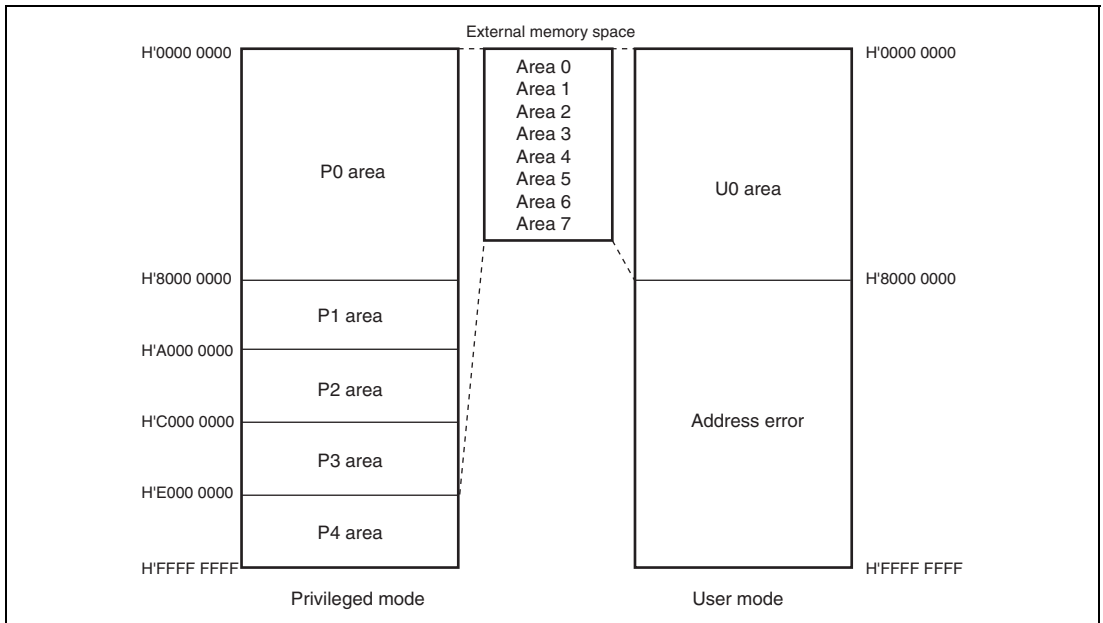 External memory space
H'0000 0000
H'0000 0000
Area 0
Area 1
Area 2
Area 3
Area 4
Area 5
Area 6
Area 7
P0 area
U0 area
H'8000 0000
H'8000 0000
P1 area
H'A000 0000
P2 area
H'C000 0000
Address error
P3 area
H'E000 0000
P4 area
H'FFFF FFFF
H'FFFF FFFF
Privileged mode
User mode